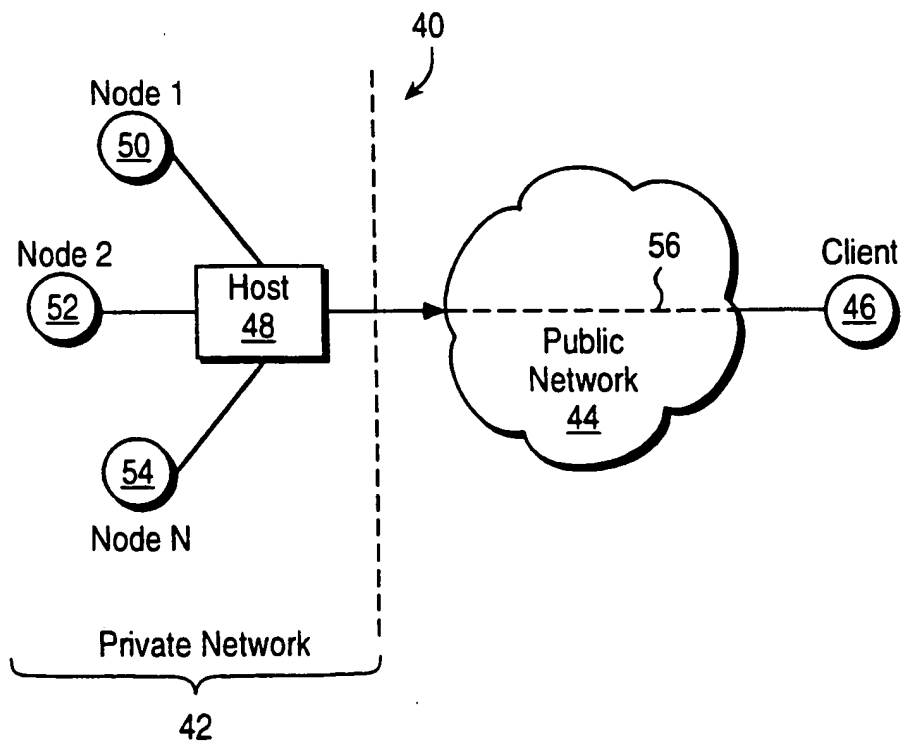 40
Node 1
50
Node 2
52
Host
48
54
Node N
56
Public
Network
44
Client
46
Private Network
42